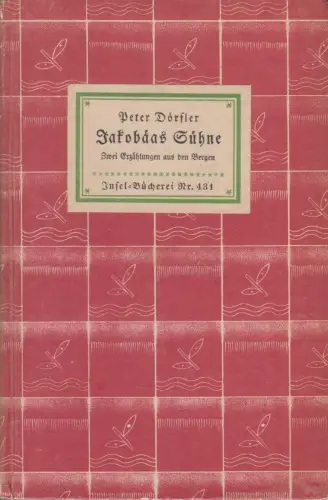 Peter Dörfler
Jakobäas Sühne
Zwei Erzählungen aus den Bergen
Insel-Bücherei Nr. 431